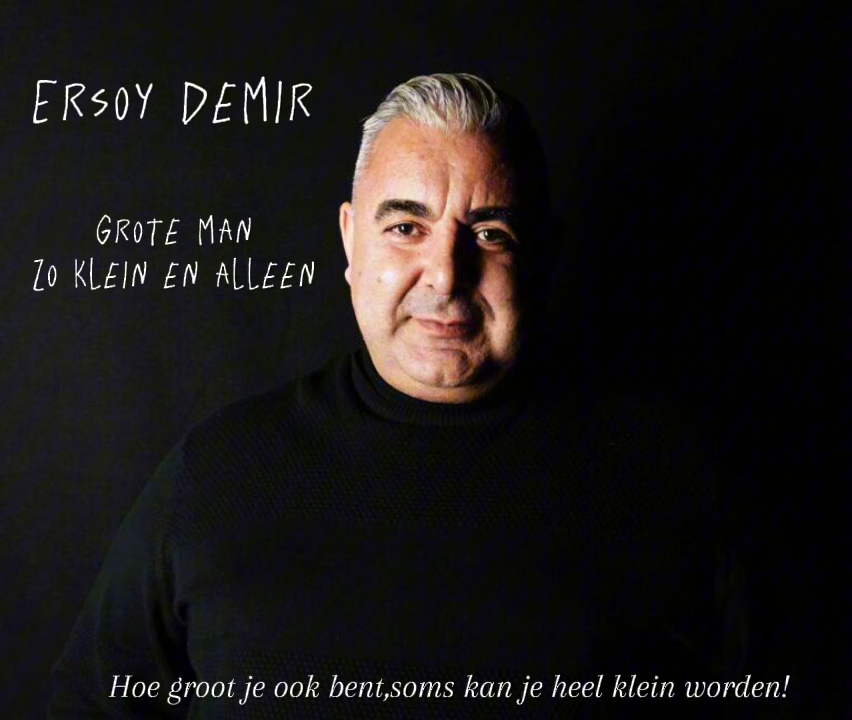 ERSOY DEMIR
GROTE MAN
ZO KLEIN EN ALLEEN
Hoe groot je ook bent,soms kan je heel klein worden!